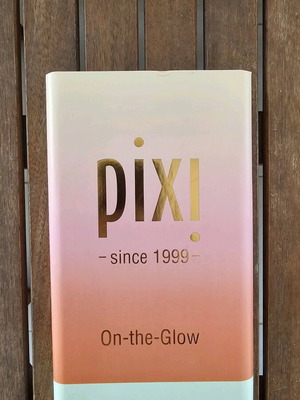 pixi
- since 1999 -
On-the-Glow